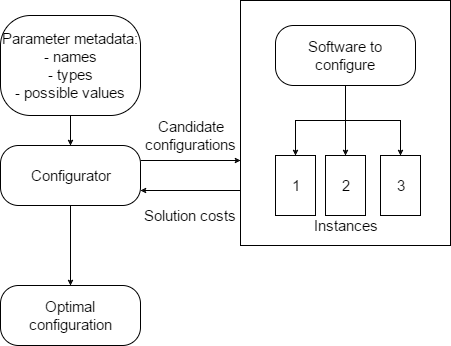 Parameter metadata:
- names
- types
- possible values
Software to
configure
Candidate
configurations
Configurator
1
2
3
Solution costs
Instances
Optimal
configuration